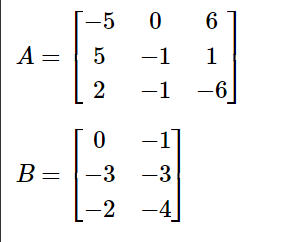 A = [ −5 0 6
5 −1 1
2 −1 −6 ]
B = [ 0 −1
−3 −3
−2 −4 ]